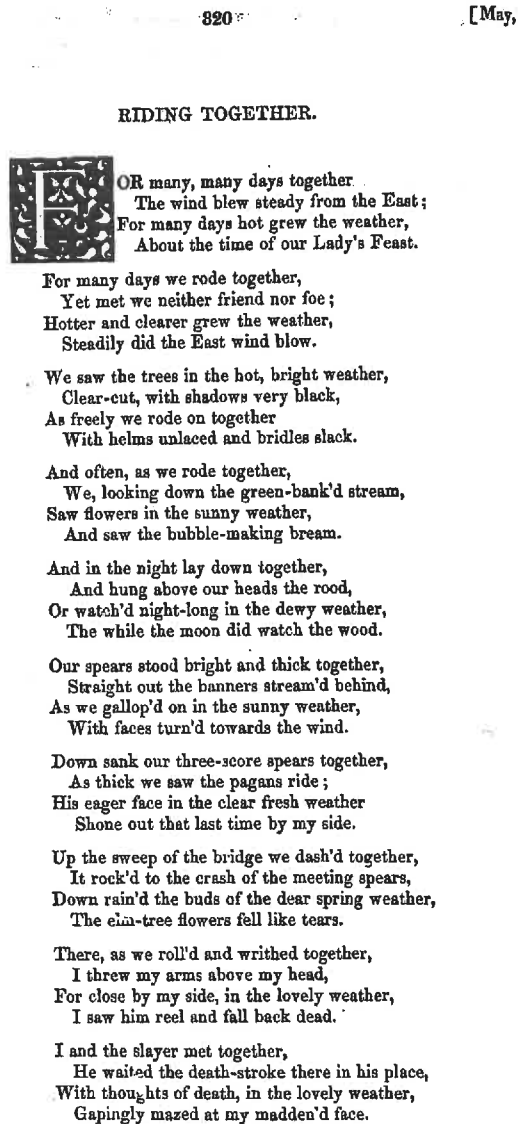 320
[May,
RIDING TOGETHER.
FOR many, many days together
The wind blew steady from the East;
For many days hot grew the weather,
About the time of our Lady's Feast.
For many days we rode together,
Yet met we neither friend nor foe;
Hotter and clearer grew the weather,
Steadily did the East wind blow.
We saw the trees in the hot, bright weather,
Clear-cut, with shadows very black,
As freely we rode on together
With helms unlaced and bridles slack.
And often, as we rode together,
We, looking down the green-bank'd stream,
Saw flowers in the sunny weather,
And saw the bubble-making bream.
And in the night lay down together,
And hung above our heads the rood,
Or watch'd night-long in the dewy weather,
The while the moon did watch the wood.
Our spears stood bright and thick together,
Straight out the banners stream'd behind,
As we gallop'd on in the sunny weather,
With faces turn'd towards the wind.
Down sank our three-score spears together,
As thick we saw the pagans ride;
His eager face in the clear fresh weather
Shone out that last time by my side.
Up the sweep of the bridge we dash'd together,
It rock'd to the crash of the meeting spears,
Down rain'd the buds of the dear spring weather,
The elm-tree flowers fell like tears.
There, as we roll'd and writhed together,
I threw my arms above my head,
For close by my side, in the lovely weather,
I saw him reel and fall back dead.
I and the slayer met together,
He waited the death-stroke there in his place,
With thoughts of death, in the lovely weather,
Gapingly mazed at my madden'd face.